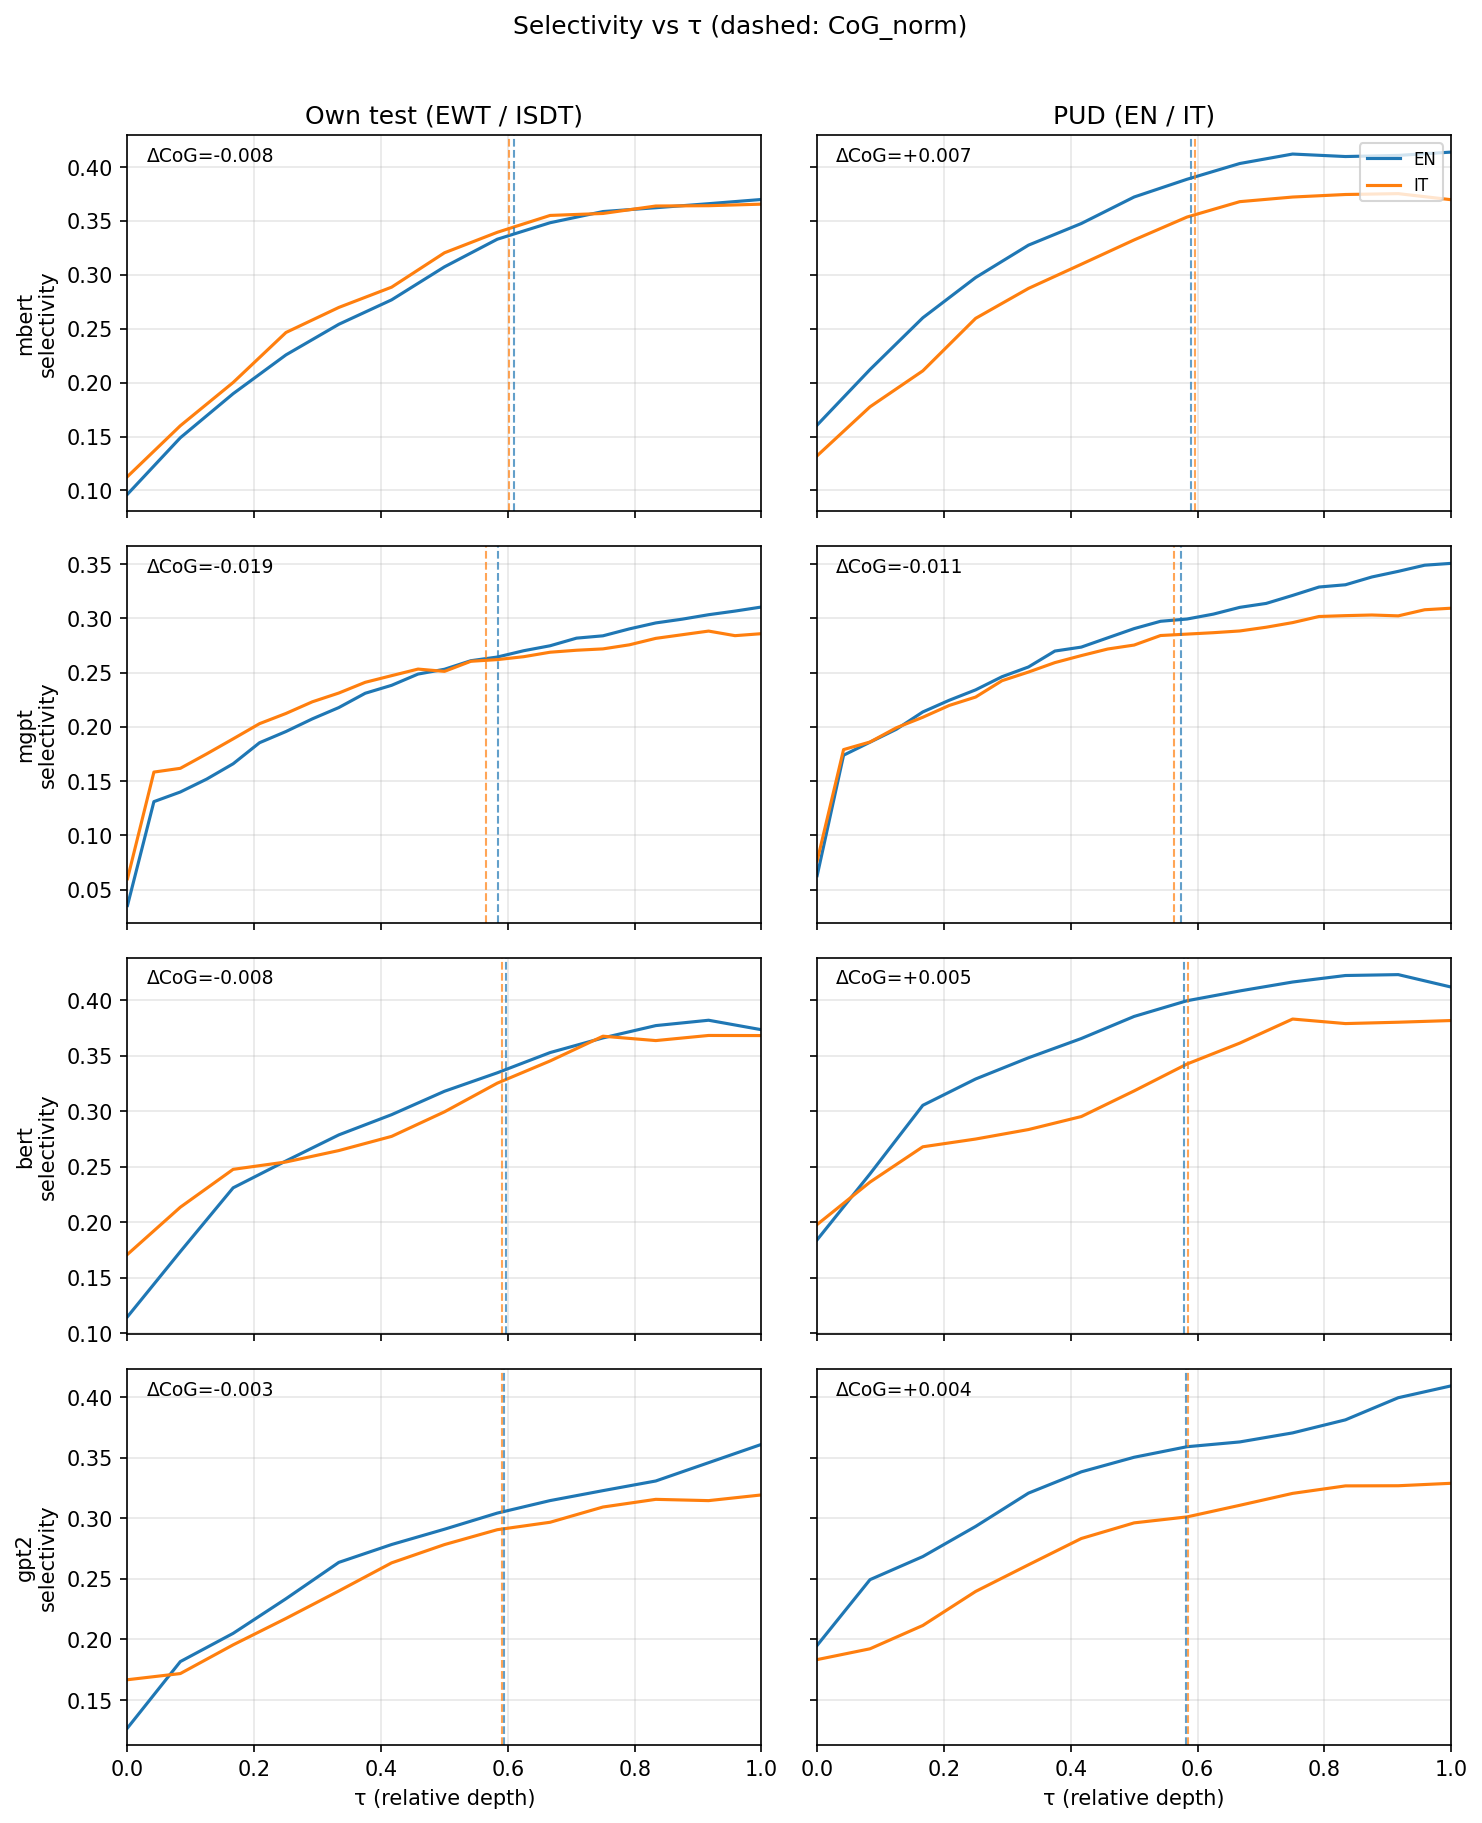 Selectivity vs τ (dashed: CoG_norm)
Own test (EWT / ISDT)
PUD (EN / IT)
ΔCoG=-0.008
0.40
0.35
0.30
0.25
0.20
0.15
0.10
mbert
selectivity
ΔCoG=+0.007
EN
IT
ΔCoG=-0.019
0.35
0.30
0.25
0.20
0.15
0.10
0.05
mgpt
selectivity
ΔCoG=-0.011
ΔCoG=-0.008
0.40
0.35
0.30
0.25
0.20
0.15
0.10
bert
selectivity
ΔCoG=+0.005
ΔCoG=-0.003
0.40
0.35
0.30
0.25
0.20
0.15
gpt2
selectivity
ΔCoG=+0.004
0.0 0.2 0.4 0.6 0.8 1.0
τ (relative depth)
0.0 0.2 0.4 0.6 0.8 1.0
τ (relative depth)